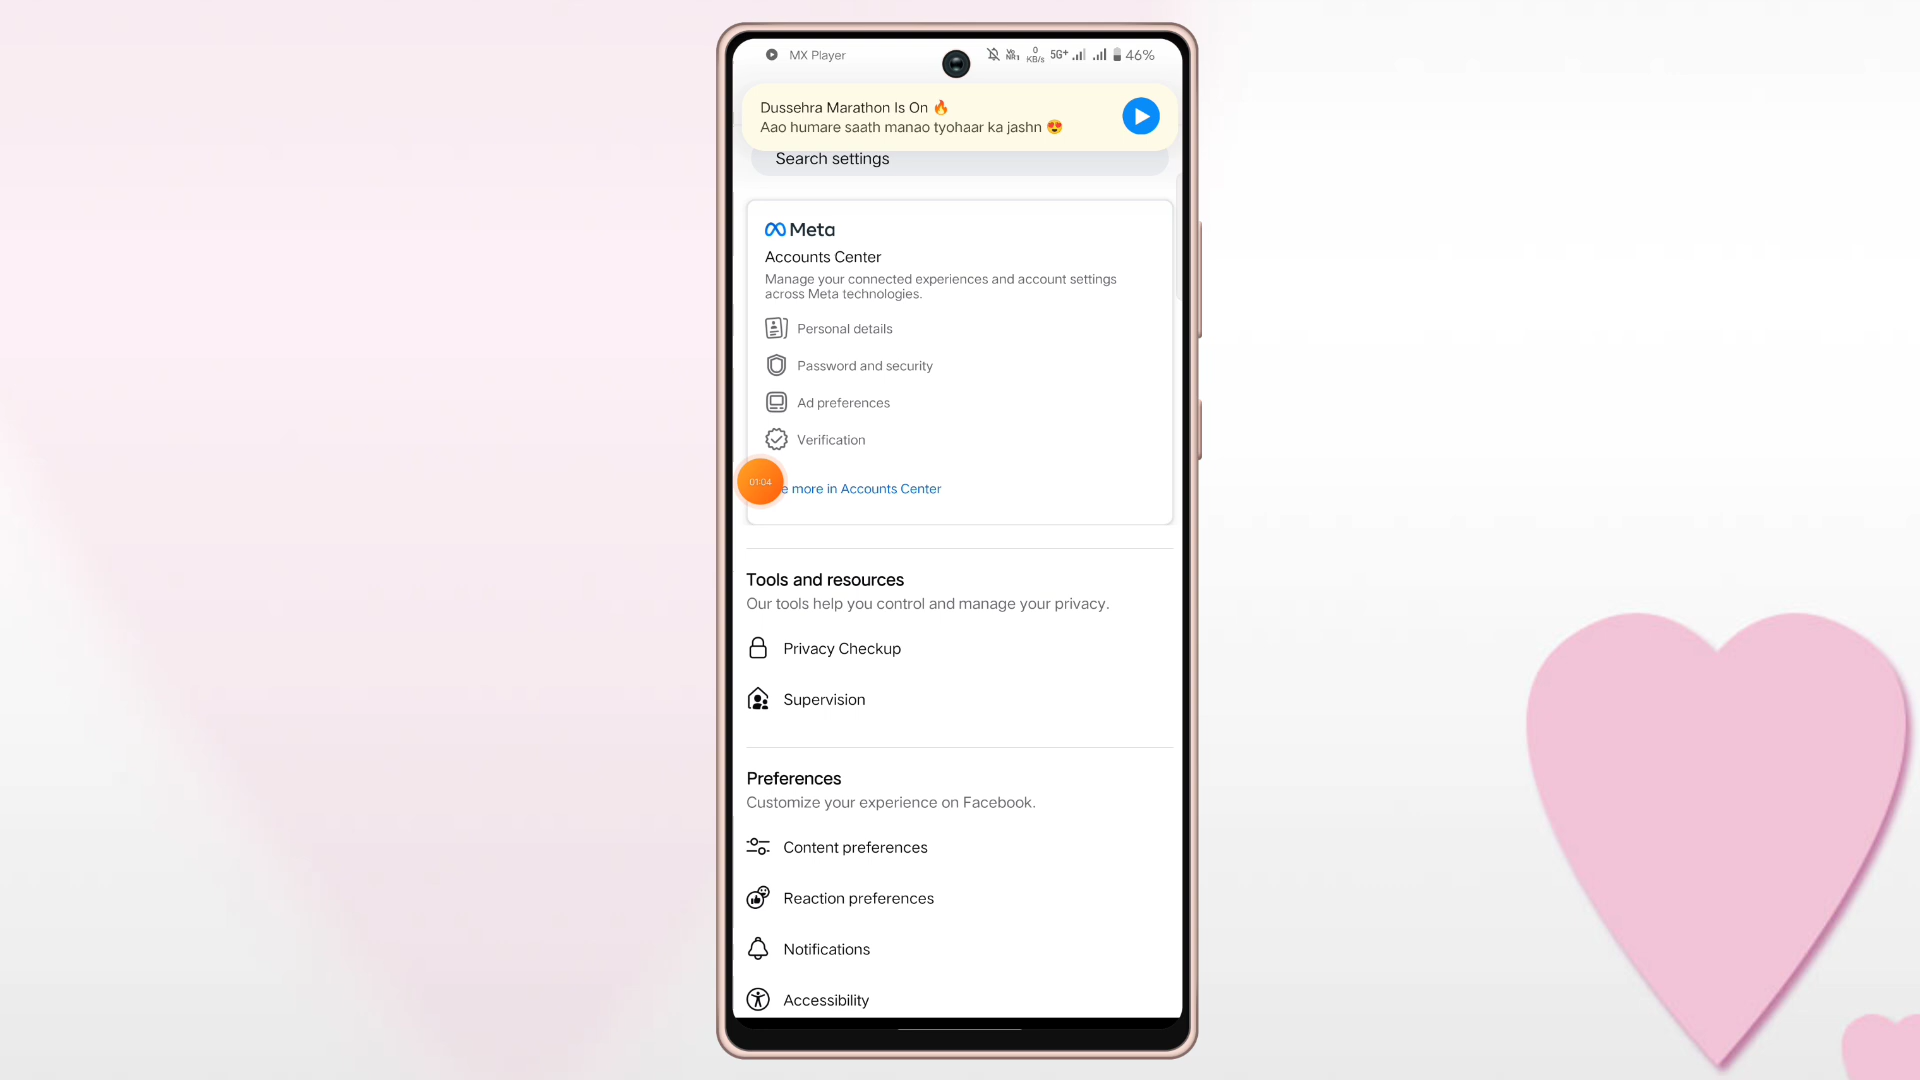 MX Player
0
KB/s
5G+
46%
Dussehra Marathon Is On 🔥
Aao humare saath manao tyohaar ka jashn 😍
Search settings
Meta
Accounts Center
Manage your connected experiences and account settings
across Meta technologies.
Personal details
Password and security
Ad preferences
Verification
01:04
e more in Accounts Center
Tools and resources
Our tools help you control and manage your privacy.
Privacy Checkup
Supervision
Preferences
Customize your experience on Facebook.
Content preferences
Reaction preferences
Notifications
Accessibility